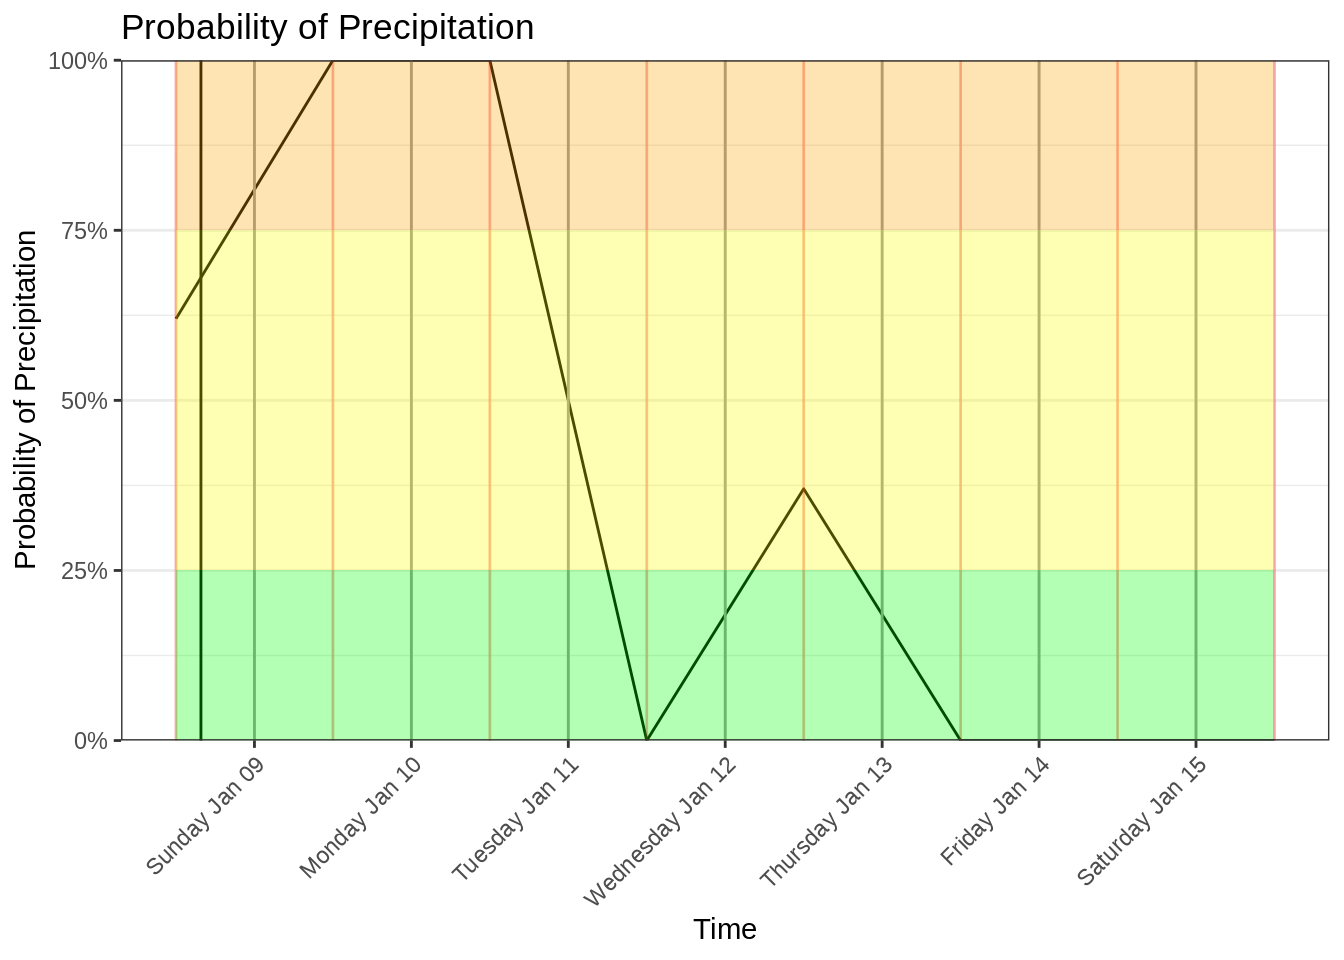 Probability of Precipitation
100%
75%
50%
25%
0%
Probability of Precipitation
Sunday Jan 09
Monday Jan 10
Tuesday Jan 11
Wednesday Jan 12
Thursday Jan 13
Friday Jan 14
Saturday Jan 15
Time